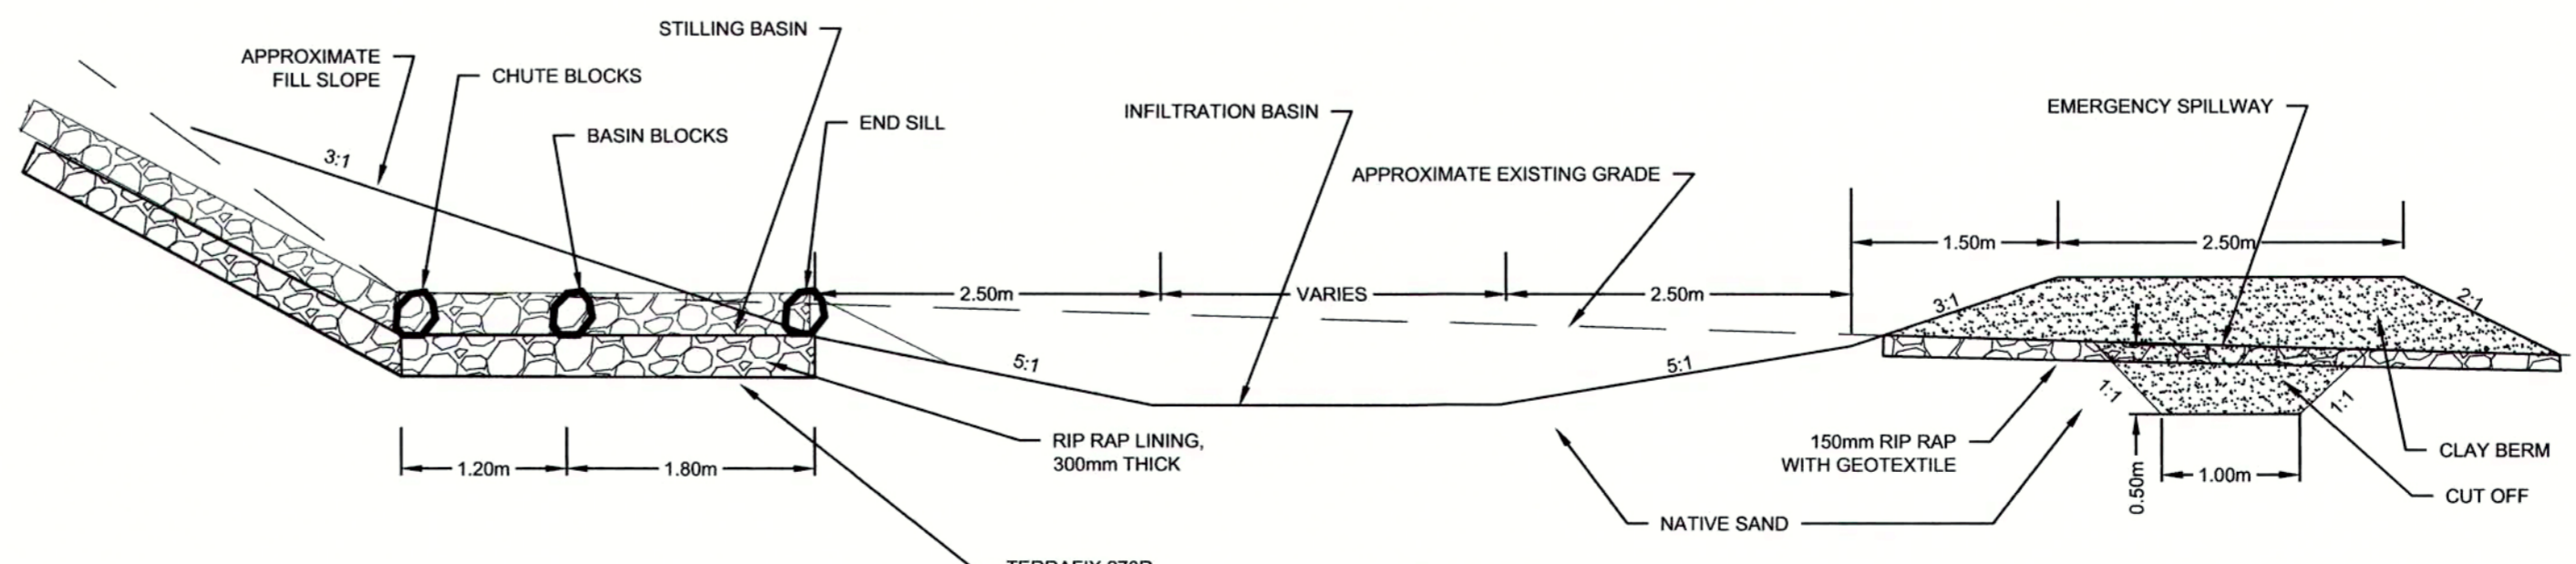 STILLING BASIN
APPROXIMATE
FILL SLOPE
CHUTE BLOCKS
BASIN BLOCKS
END SILL
INFILTRATION BASIN
EMERGENCY SPILLWAY
APPROXIMATE EXISTING GRADE
3:1
1.50m
2.50m
2.50m
VARIES
2.50m
3:1
2:1
5:1
5:1
1:1
1:1
RIP RAP LINING,
300mm THICK
1.20m
1.80m
150mm RIP RAP
WITH GEOTEXTILE
0.50m
1.00m
CLAY BERM
CUT OFF
NATIVE SAND